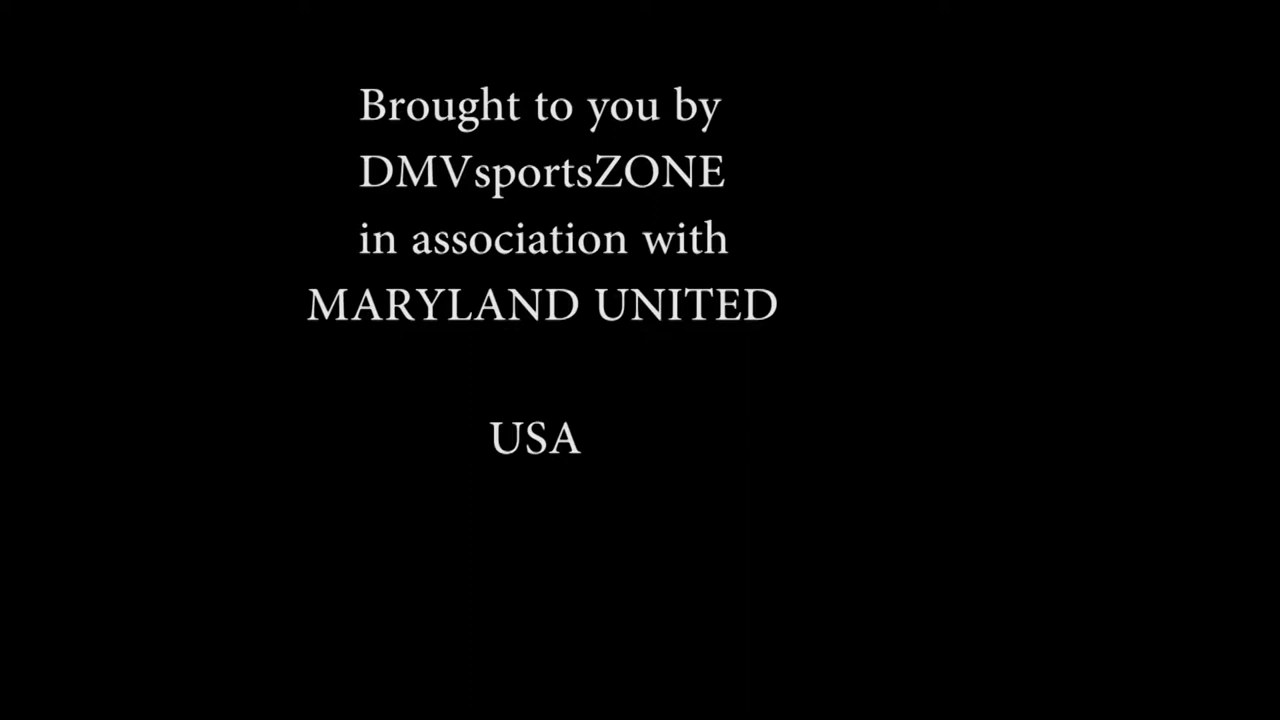 Brought to you by
DMVsportsZONE
in association with
MARYLAND UNITED
USA